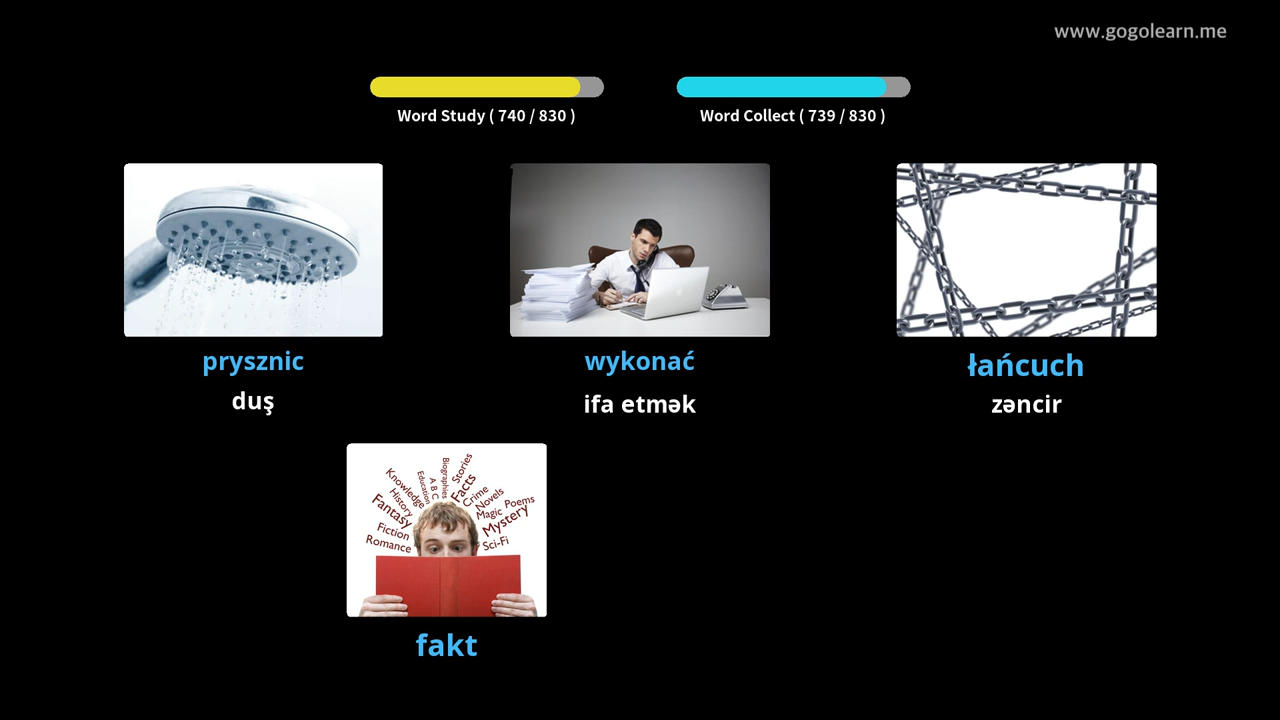 www.gogolearn.me
Word Study ( 740 / 830 )
Word Collect ( 739 / 830 )
prysznic
wykonać
łańcuch
duş
ifa etmək
zəncir
Knowledge
History
Fantasy
Fiction
Romance
Education
A B C
Biographies
Stories
Facts
Crime
Novels
Magic
Poems
Mystery
Sci-Fi
fakt